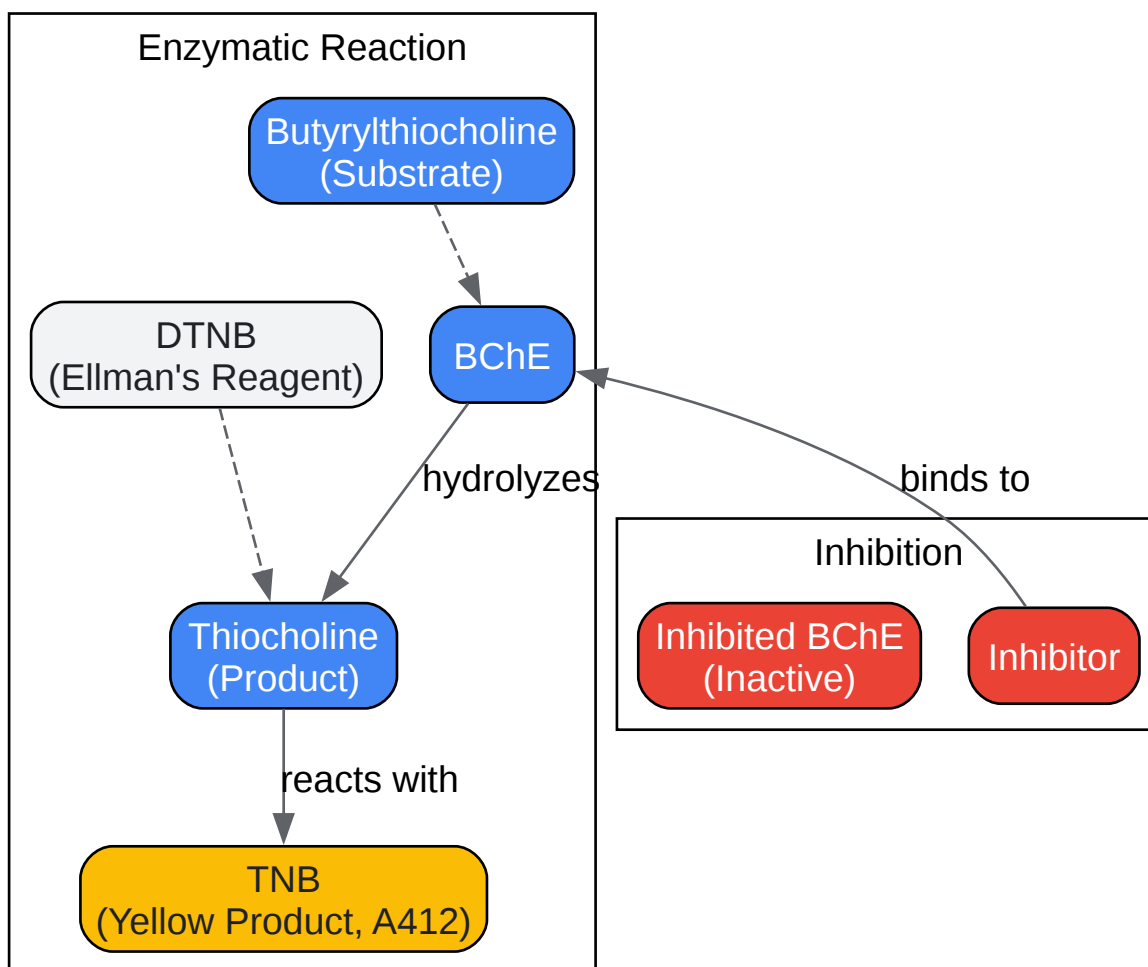 Enzymatic Reaction
Butyrylthiocholine
(Substrate)
DTNB
(Ellman's Reagent)
BChE
hydrolyzes
binds to
Inhibition
Thiocholine
(Product)
Inhibited BChE
(Inactive)
Inhibitor
reacts with
TNB
(Yellow Product, A412)